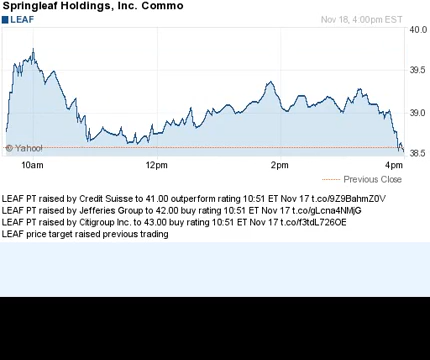 Springleaf Holdings, Inc. Commo
LEAF
Nov 18, 4:00pm EST
40.0
39.5
39.0
38.5
© Yahoo!
10am
12pm
2pm
4pm
Previous Close
LEAF PT raised by Credit Suisse to 41.00 outperform rating 10:51 ET Nov 17 t.co/9Z9BahmZ0V
LEAF PT raised by Jefferies Group to 42.00 buy rating 10:51 ET Nov 17 t.co/gLcna4NMjG
LEAF PT raised by Citigroup Inc. to 43.00 buy rating 10:51 ET Nov 17 t.co/f3tdL726OE
LEAF price target raised previous trading